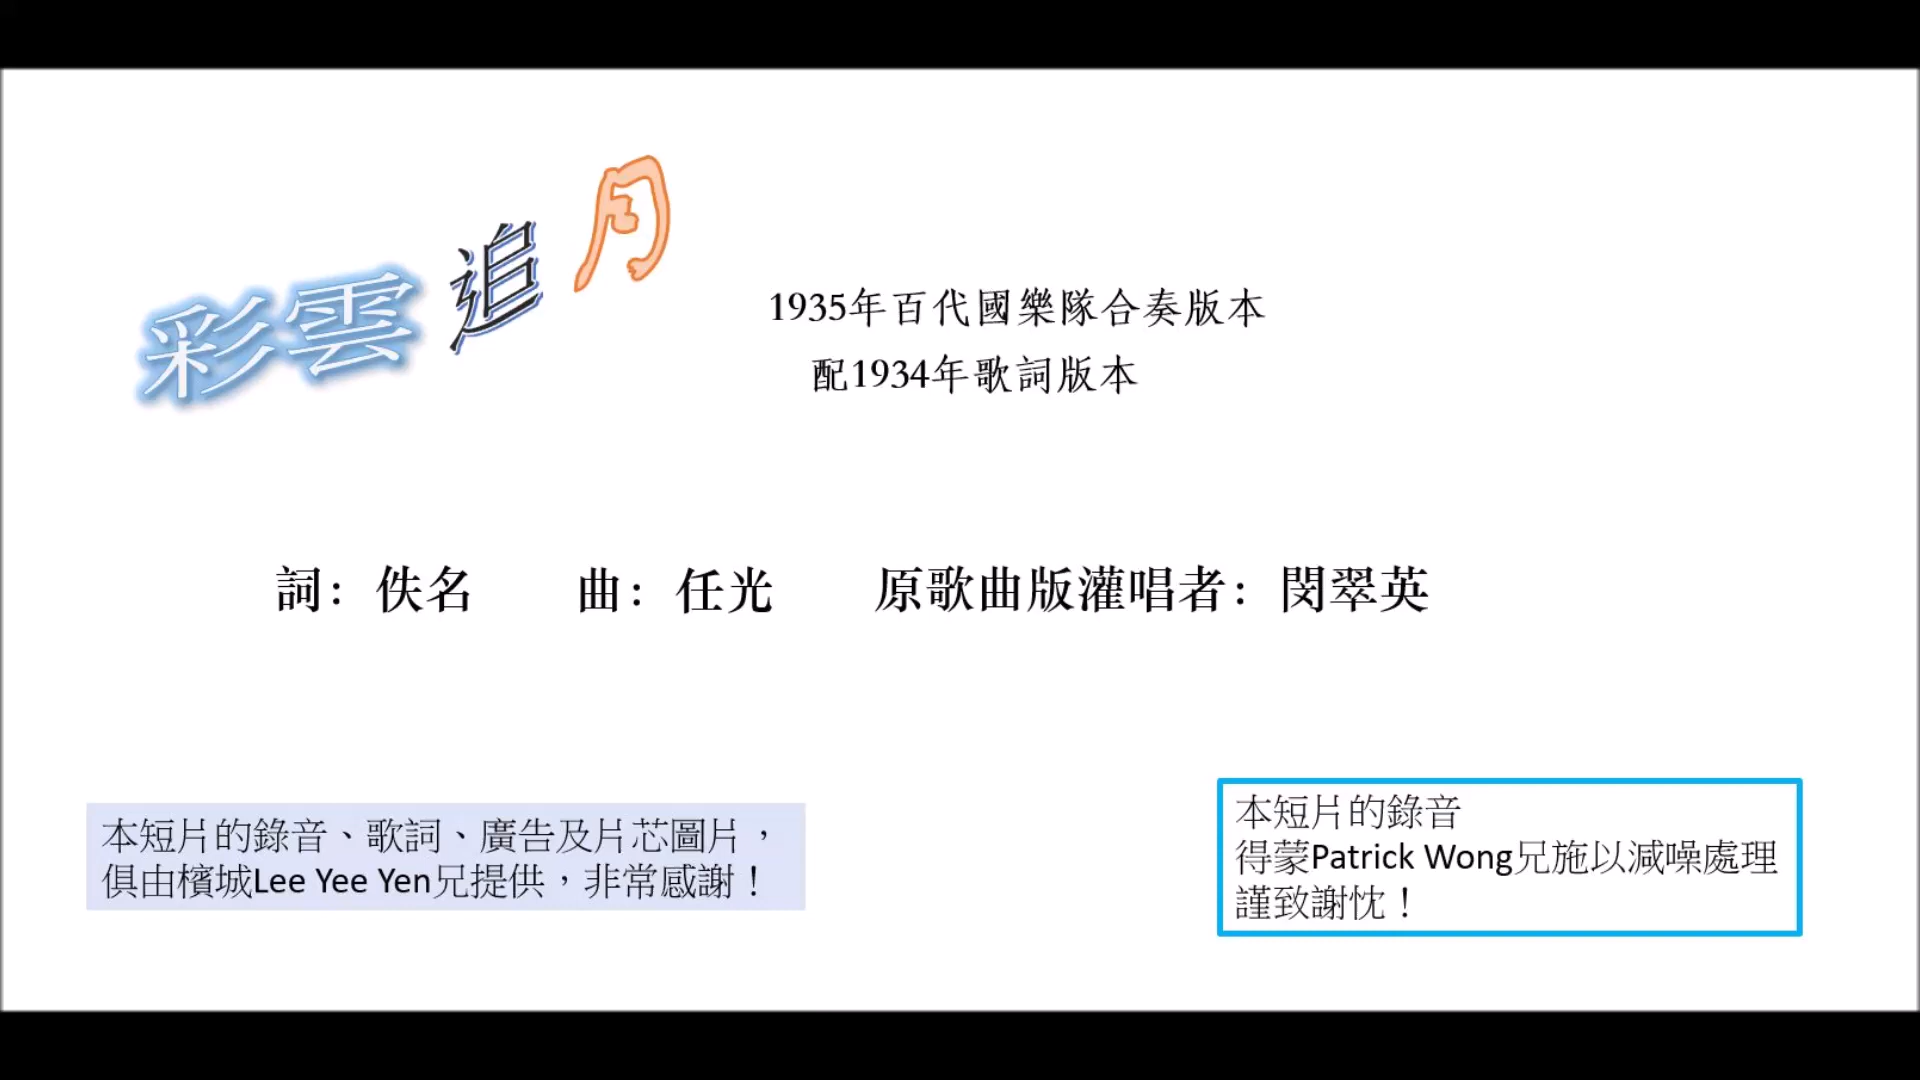 彩雲追月
1935年百代國樂隊合奏版本
配1934年歌詞版本
詞：佚名　曲：任光　原歌曲版灌唱者：閔翠英
本短片的錄音、歌詞、廣告及片芯圖片，
俱由檳城Lee Yee Yen兄提供，非常感謝！
本短片的錄音
得蒙Patrick Wong兄施以減噪處理
謹致謝忱！